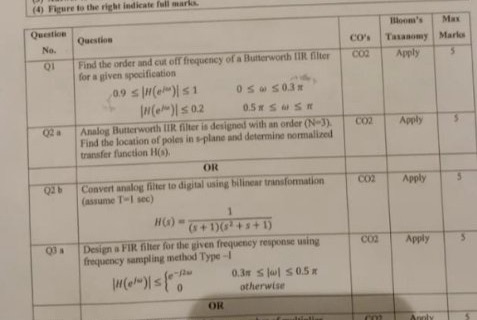 (4) Figure to the right indicate full marks.
Question No. Question CO's Bloom's Taxanomy Max Marks
Q1 Find the order and cut off frequency of a Butterworth IIR filter CO2 Apply 5
for a given specification
0.9 ≤ |H(e^{jω})| ≤ 1 0 ≤ ω ≤ 0.3 π
|H(e^{jω})| ≤ 0.2 0.5 π ≤ ω ≤ π
Q2 a Analog Butterworth IIR filter is designed with an order (N=3). CO2 Apply 5
Find the location of poles in s-plane and determine normalized
transfer function H(s).
OR
Q2 b Convert analog filter to digital using bilinear transformation CO2 Apply 5
(assume T=1 sec)
H(s) = 1 / (s + 1)(s² + s + 1)
Q3 a Design a FIR filter for the given frequency response using CO2 Apply 5
frequency sampling method Type -I
|H(e^{jω})| ≤ { e^{-j2ω} 0.3π ≤ |ω| ≤ 0.5 π
0 otherwise
OR
CO2 Apply 5